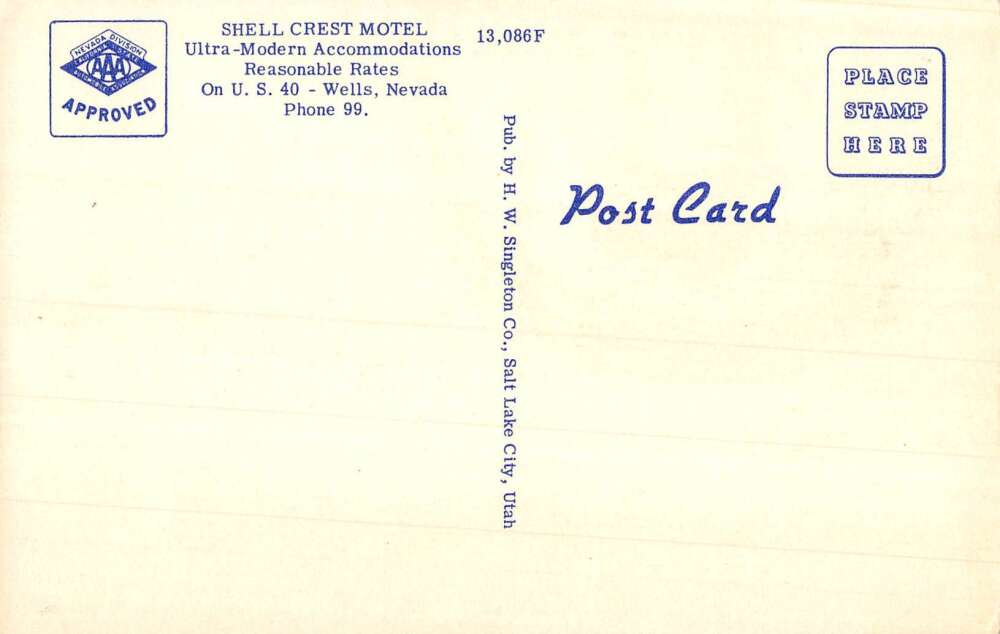 NEVADA DIVISION
AAA
APPROVED
SHELL CREST MOTEL
Ultra-Modern Accommodations
Reasonable Rates
On U. S. 40 - Wells, Nevada
Phone 99.
13,086F
Pub. by H. W. Singleton Co., Salt Lake City, Utah
Post Card
PLACE
STAMP
HERE